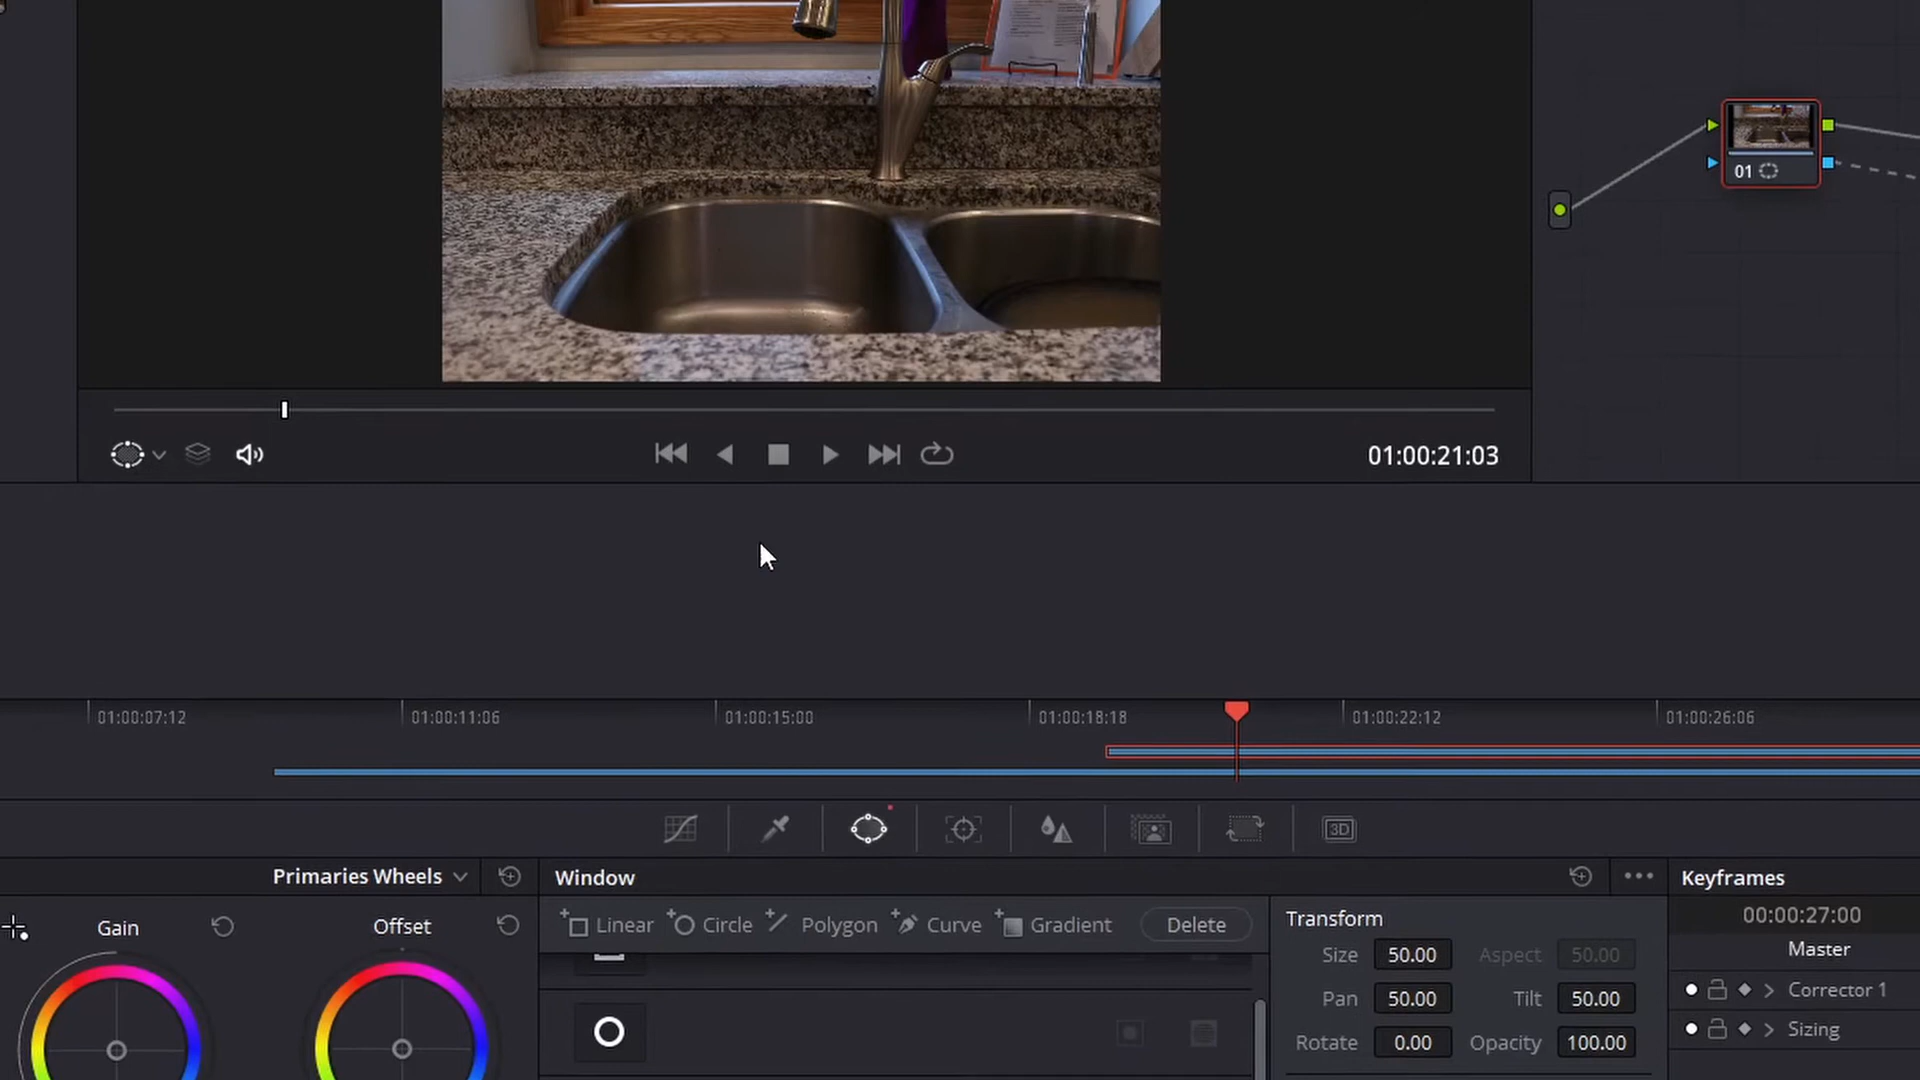 01
01:00:21:03
01:00:07:12 01:00:11:06 01:00:15:00 01:00:18:18 01:00:22:12 01:00:26:06
3D
Primaries Wheels
Window
Keyframes
Gain
Offset
Linear
Circle
Polygon
Curve
Gradient
Delete
Transform
Size 50.00 Aspect 50.00
Pan 50.00 Tilt 50.00
Rotate 0.00 Opacity 100.00
00:00:27:00
Master
Corrector 1
Sizing